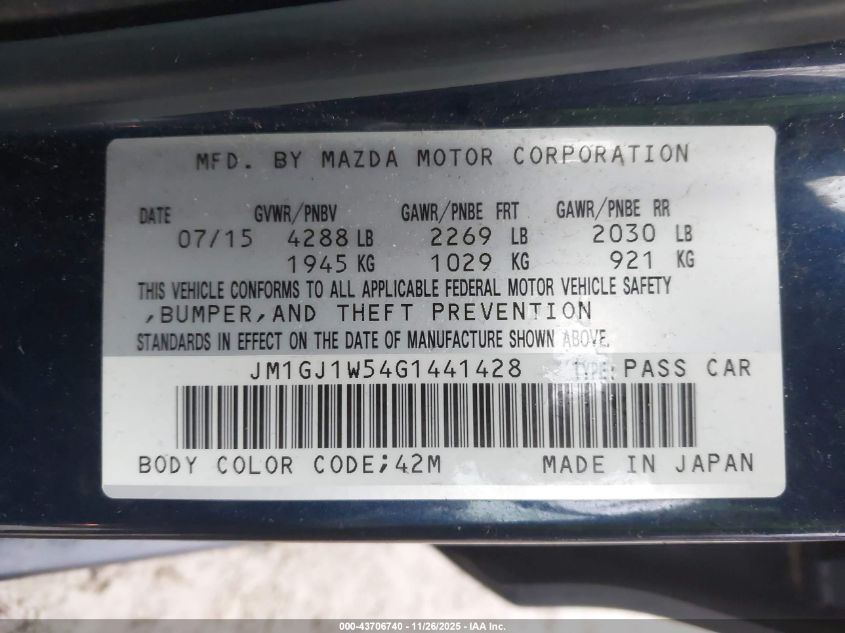 MFD. BY MAZDA MOTOR CORPORATION
DATE GVWR/PNBV GAWR/PNBE FRT GAWR/PNBE RR
07/15 4288 LB 2269 LB 2030 LB
1945 KG 1029 KG 921 KG
THIS VEHICLE CONFORMS TO ALL APPLICABLE FEDERAL MOTOR VEHICLE SAFETY
,BUMPER,AND THEFT PREVENTION
STANDARDS IN EFFECT ON THE DATE OF MANUFACTURE SHOWN ABOVE.
JM1GJ1W54G1441428 TYPE: PASS CAR
BODY COLOR CODE;42M MADE IN JAPAN
000-43706740 - 11/26/2025 - IAA Inc.